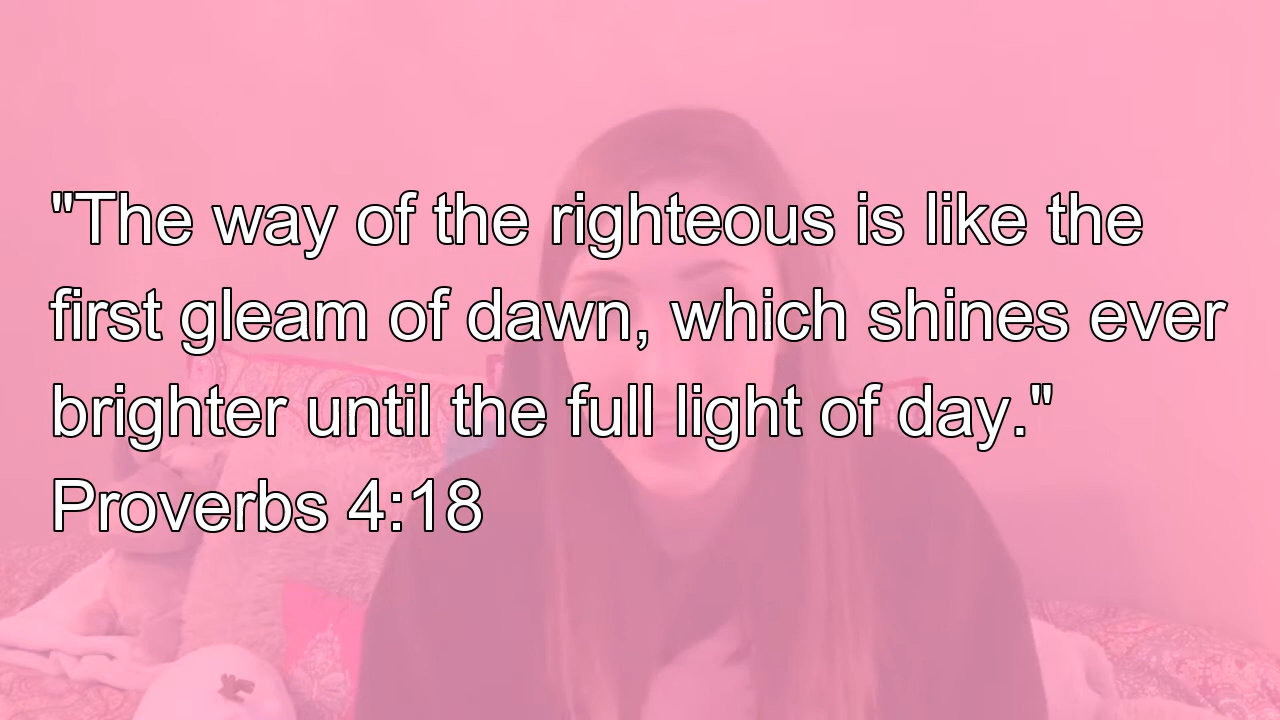 "The way of the righteous is like the
first gleam of dawn, which shines ever
brighter until the full light of day."
Proverbs 4:18